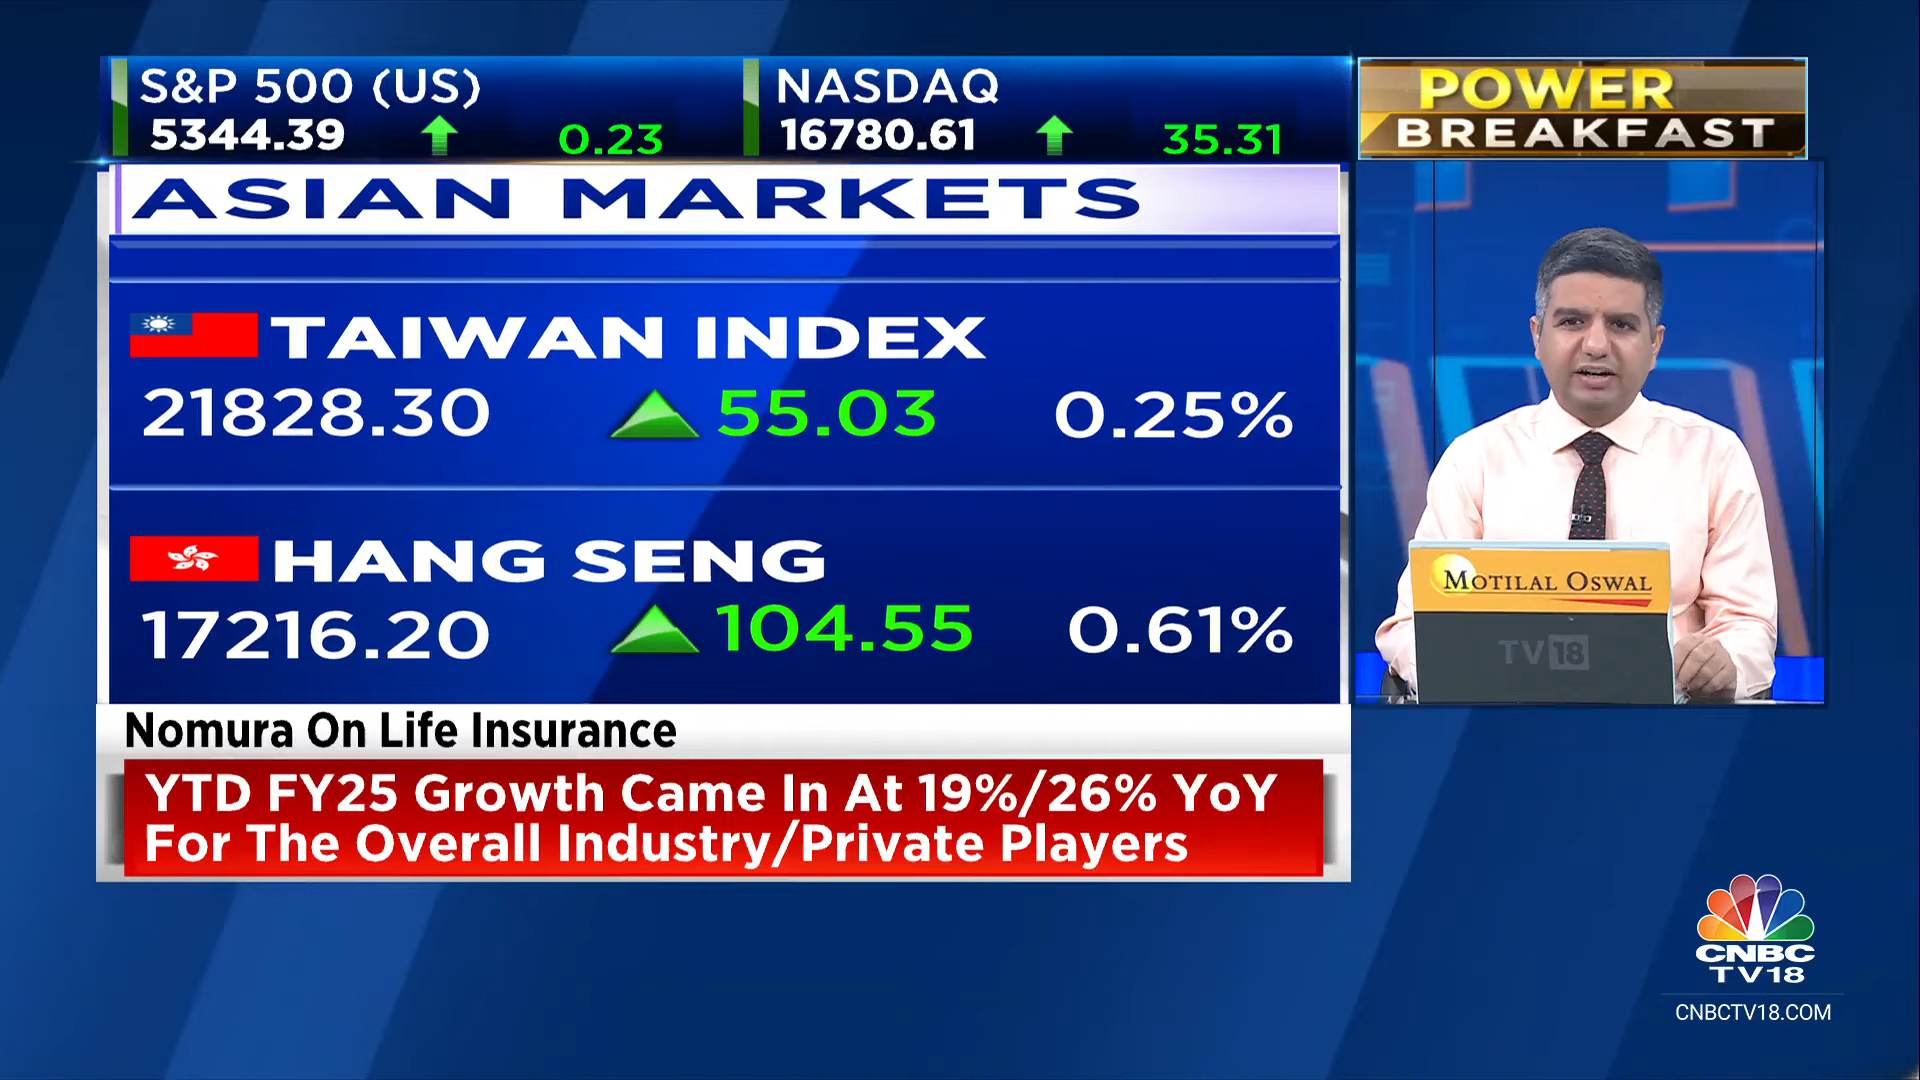 S&P 500 (US)
5344.39 0.23
NASDAQ
16780.61 35.31
POWER
BREAKFAST
ASIAN MARKETS
TAIWAN INDEX
21828.30 55.03 0.25%
HANG SENG
17216.20 104.55 0.61%
MOTILAL OSWAL
TV18
Nomura On Life Insurance
YTD FY25 Growth Came In At 19%/26% YoY
For The Overall Industry/Private Players
CNBC
TV18
CNBCTV18.COM